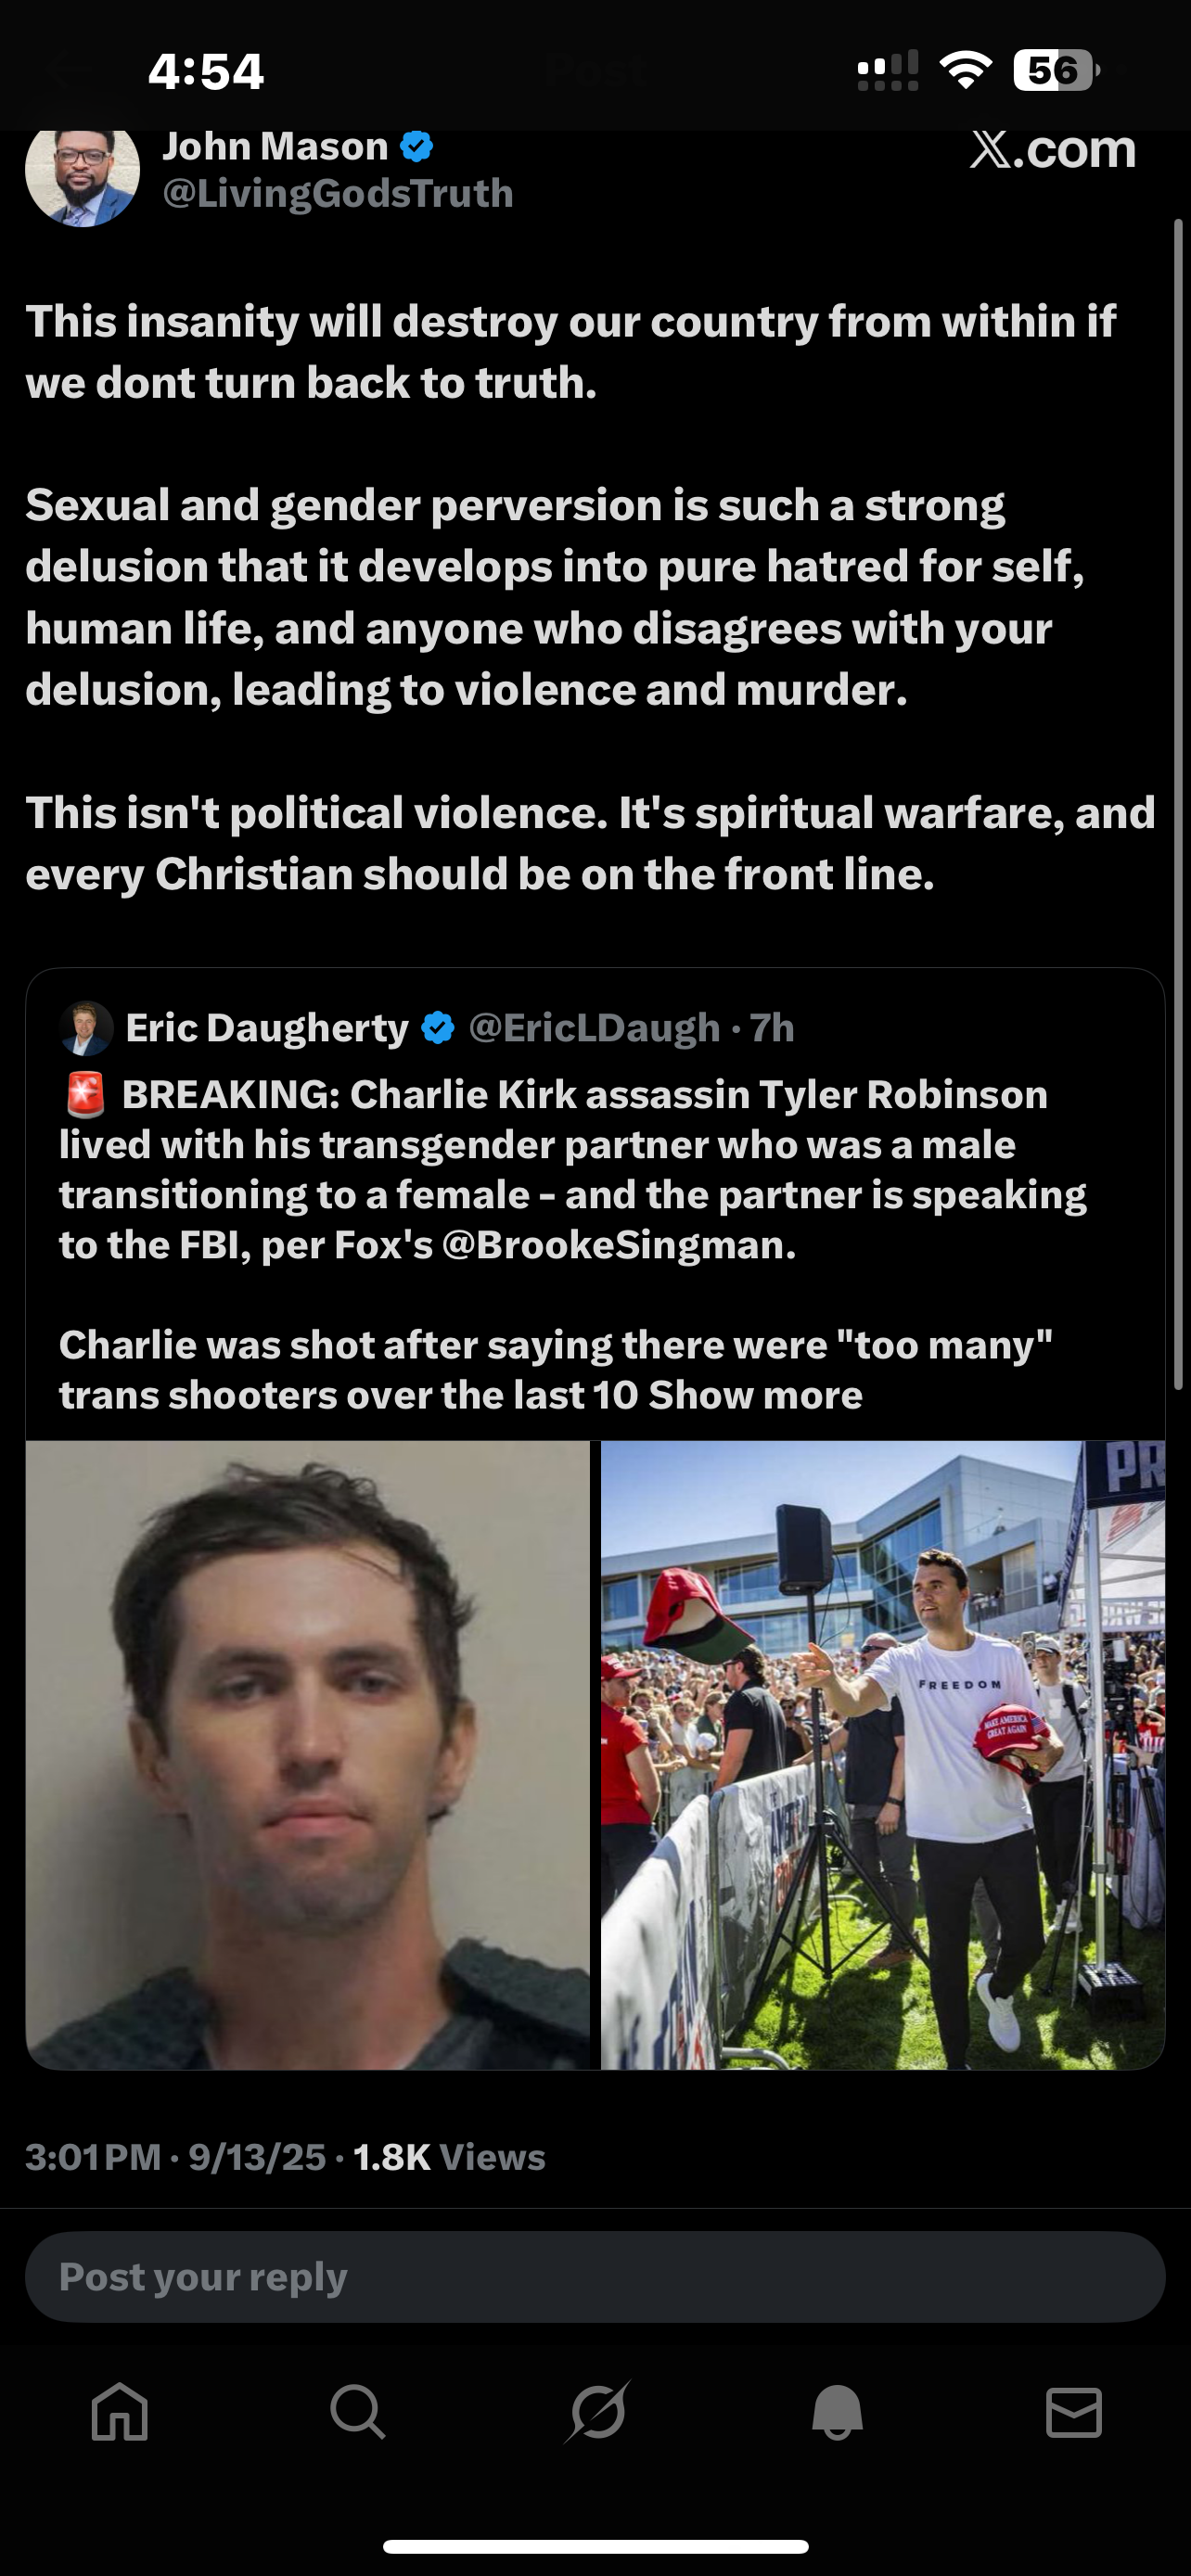 4:54
56
John Mason
@LivingGodsTruth
X.com
This insanity will destroy our country from within if
we dont turn back to truth.
Sexual and gender perversion is such a strong
delusion that it develops into pure hatred for self,
human life, and anyone who disagrees with your
delusion, leading to violence and murder.
This isn't political violence. It's spiritual warfare, and
every Christian should be on the front line.
Eric Daugherty @EricLDaugh · 7h
🚨 BREAKING: Charlie Kirk assassin Tyler Robinson
lived with his transgender partner who was a male
transitioning to a female - and the partner is speaking
to the FBI, per Fox's @BrookeSingman.
Charlie was shot after saying there were "too many"
trans shooters over the last 10 Show more
PR
FREEDOM
MAKE AMERICA
GREAT AGAIN
3:01 PM · 9/13/25 · 1.8K Views
Post your reply